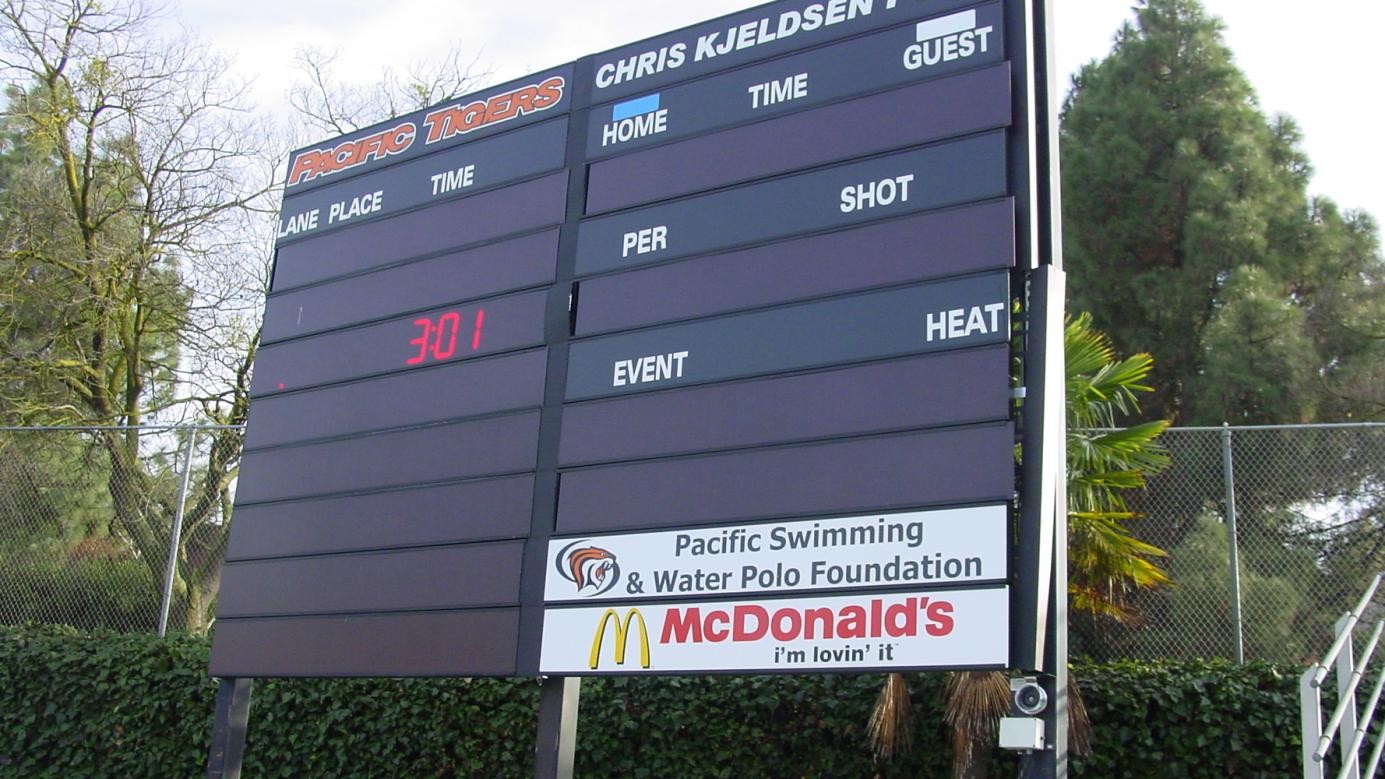 PACIFIC TIGERS
LANE PLACE TIME
3:01
CHRIS KJELDSEN
HOME TIME GUEST
PER SHOT
EVENT HEAT
Pacific Swimming
& Water Polo Foundation
McDonald's
i'm lovin' it